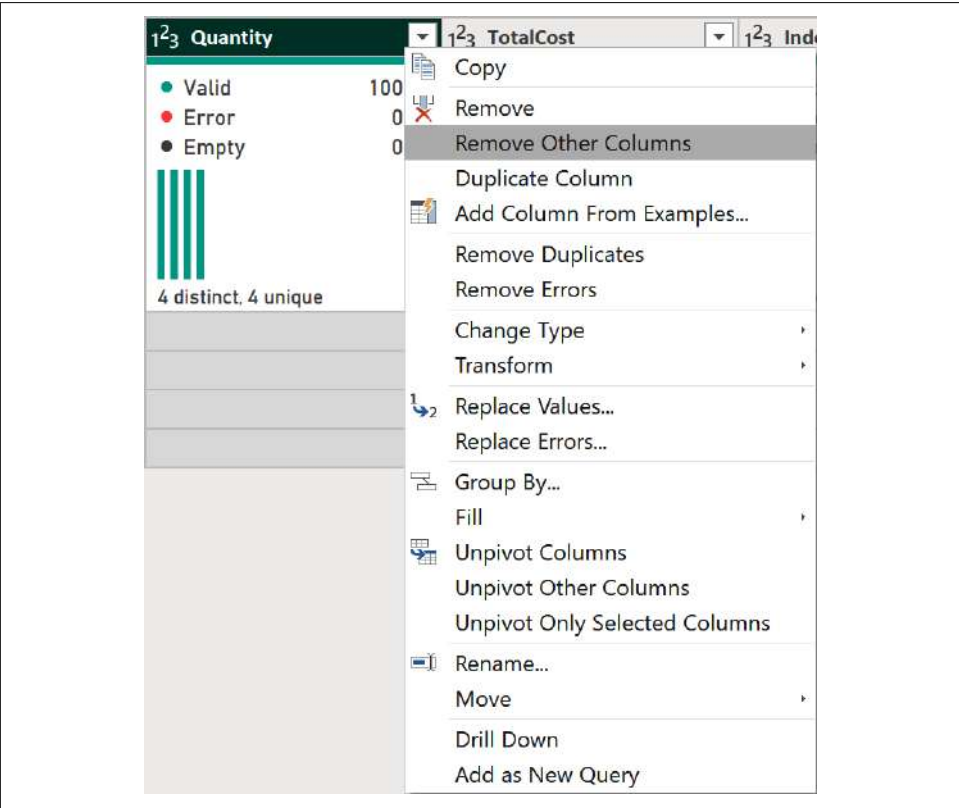 1²3 Quantity
1²3 TotalCost
1²3 Ind
Valid 100
Error 0
Empty 0
4 distinct, 4 unique
Copy
Remove
Remove Other Columns
Duplicate Column
Add Column From Examples...
Remove Duplicates
Remove Errors
Change Type
Transform
1
2
Replace Values...
Replace Errors...
Group By...
Fill
Unpivot Columns
Unpivot Other Columns
Unpivot Only Selected Columns
Rename...
Move
Drill Down
Add as New Query